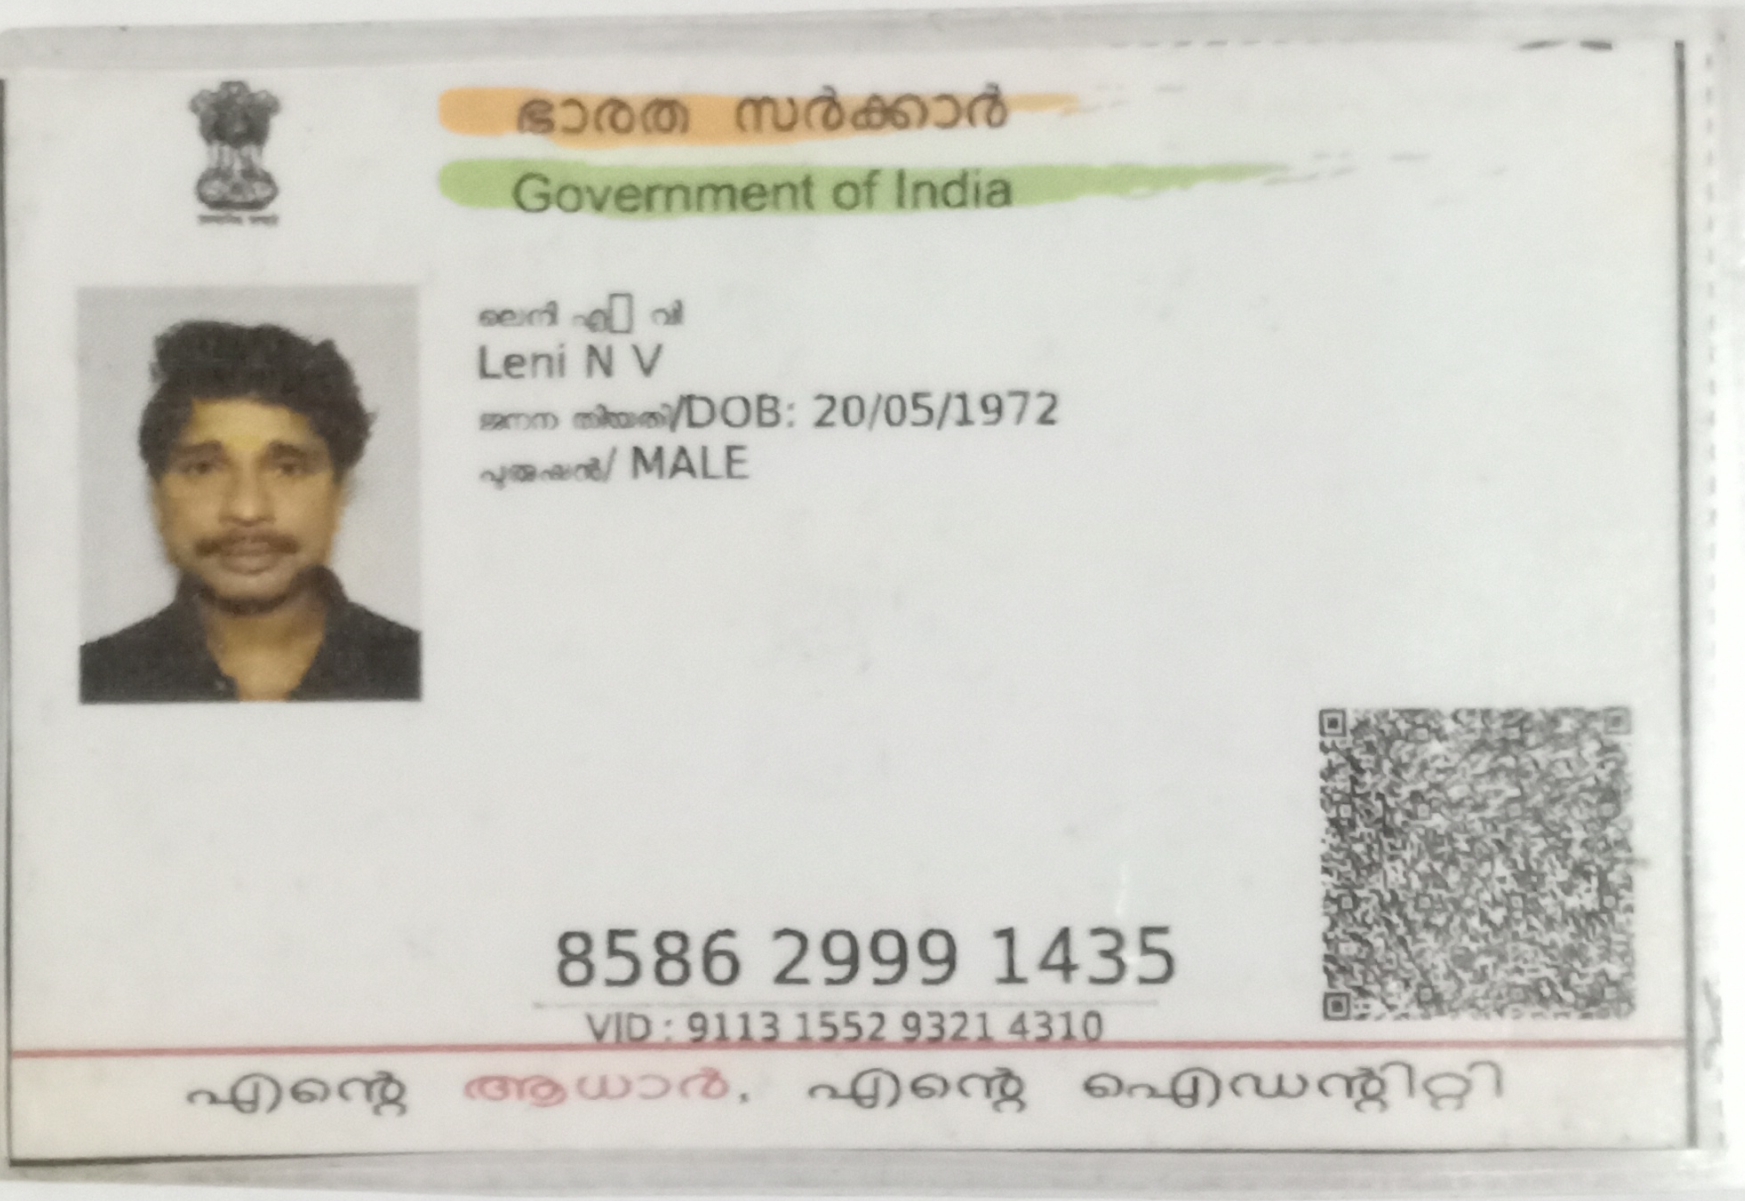 ഭാരത സർക്കാർ
Government of India
ലെനി എ വി
Leni N V
ജനന തിയതി/DOB: 20/05/1972
പുരുഷൻ/ MALE
8586 2999 1435
VID : 9113 1552 9321 4310
എന്റെ ആധാർ, എന്റെ ഐഡന്റിറ്റി